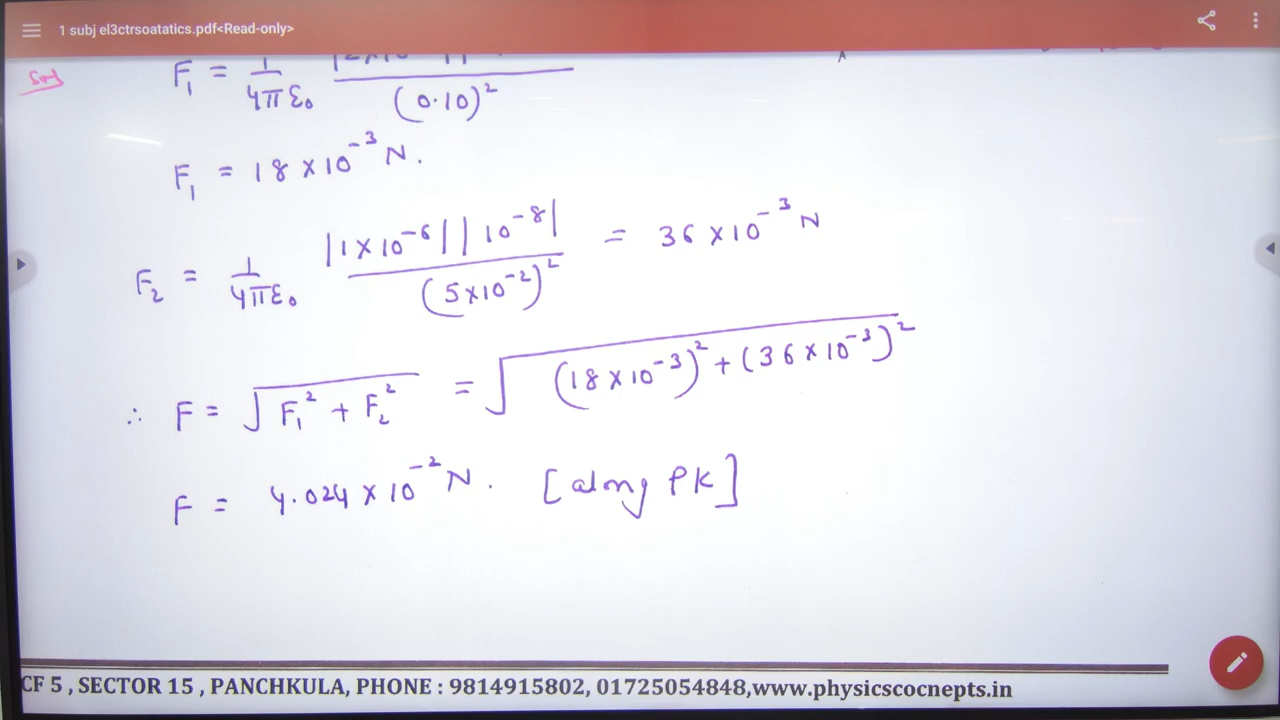 1 subj el3ctrsoatatics.pdf<Read-only>
Sol
F₁ = 1/4πε₀ (0.10)²
F₁ = 18 × 10⁻³ N.
F₂ = 1/4πε₀ |1×10⁻⁶||10⁻⁸|/(5×10⁻²)² = 36 × 10⁻³ N
∴ F = √F₁² + F₂² = √(18×10⁻³)² + (36×10⁻³)²
F = 4.024 × 10⁻² N. [along PK]
CF 5 , SECTOR 15 , PANCHKULA, PHONE : 9814915802, 01725054848,www.physicscocnepts.in